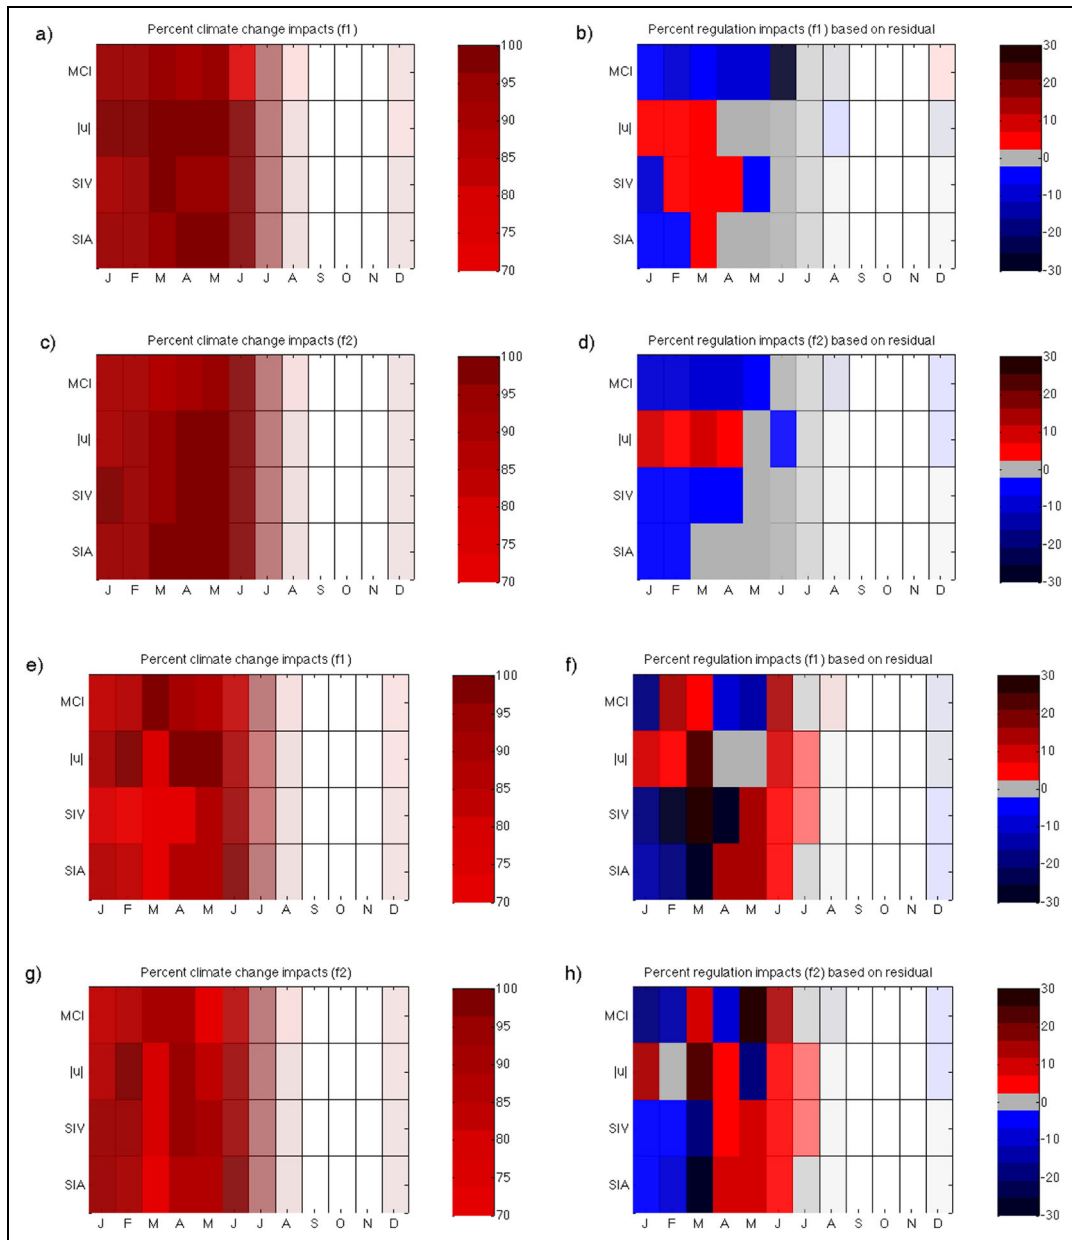 a) Percent climate change impacts (f1)
MCI
|u|
SIV
SIA
J F M A M J J A S O N D
100
95
90
85
80
75
70
b) Percent regulation impacts (f1) based on residual
MCI
|u|
SIV
SIA
J F M A M J J A S O N D
30
20
10
0
-10
-20
-30
c) Percent climate change impacts (f2)
MCI
|u|
SIV
SIA
J F M A M J J A S O N D
100
95
90
85
80
75
70
d) Percent regulation impacts (f2) based on residual
MCI
|u|
SIV
SIA
J F M A M J J A S O N D
30
20
10
0
-10
-20
-30
e) Percent climate change impacts (f1)
MCI
|u|
SIV
SIA
J F M A M J J A S O N D
100
95
90
85
80
75
70
f) Percent regulation impacts (f1) based on residual
MCI
|u|
SIV
SIA
J F M A M J J A S O N D
30
20
10
0
-10
-20
-30
g) Percent climate change impacts (f2)
MCI
|u|
SIV
SIA
J F M A M J J A S O N D
100
95
90
85
80
75
70
h) Percent regulation impacts (f2) based on residual
MCI
|u|
SIV
SIA
J F M A M J J A S O N D
30
20
10
0
-10
-20
-30